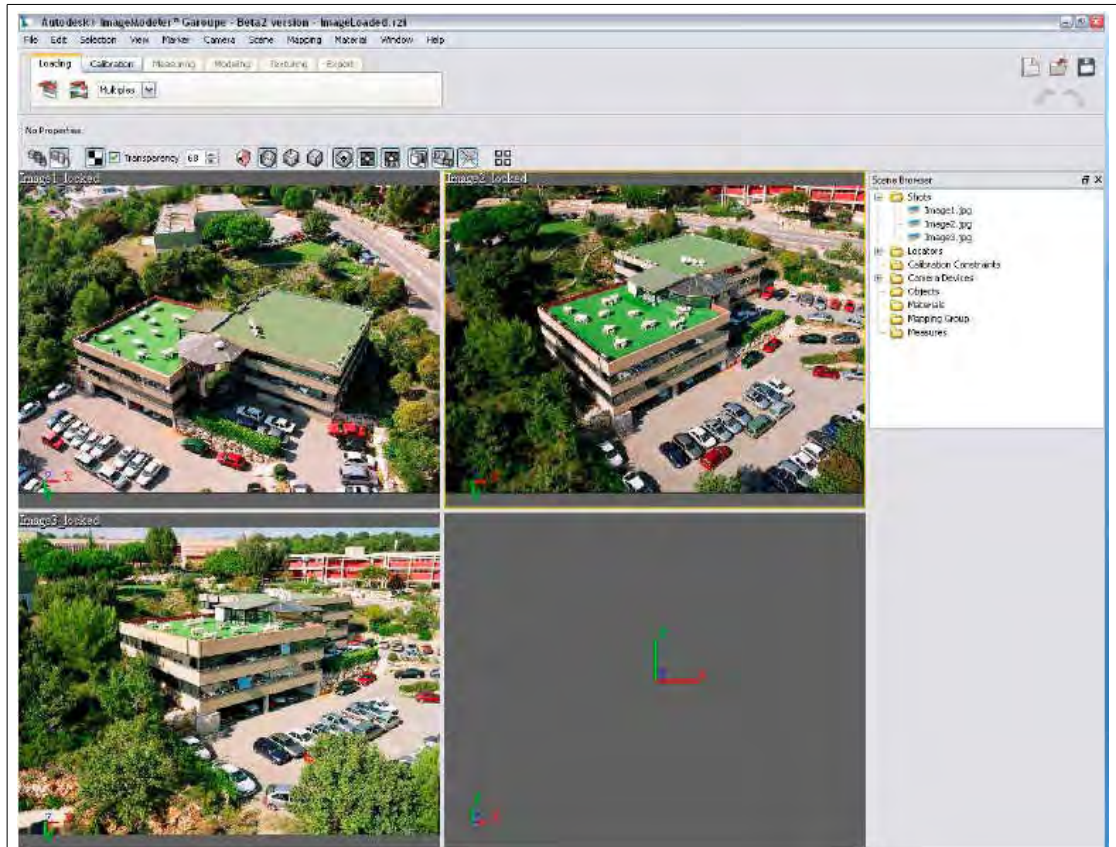 Autodesk® ImageModeler™ Garoupe - Beta2 version - ImageLoaded.rzi
File Edit Selection View Marker Camera Scene Mapping Material Window Help
Loading Calibration Measuring Modeling Texturing Export
Multiples
No Properties
Transparency 68
Image1_locked
Image2_locked
Scene Browser
Shots
Image1.jpg
Image2.jpg
Image3.jpg
Locators
Calibration Constraints
Camera Devices
Objects
Materials
Mapping Group
Measures
Z X
X
Image3_locked
Z X
X